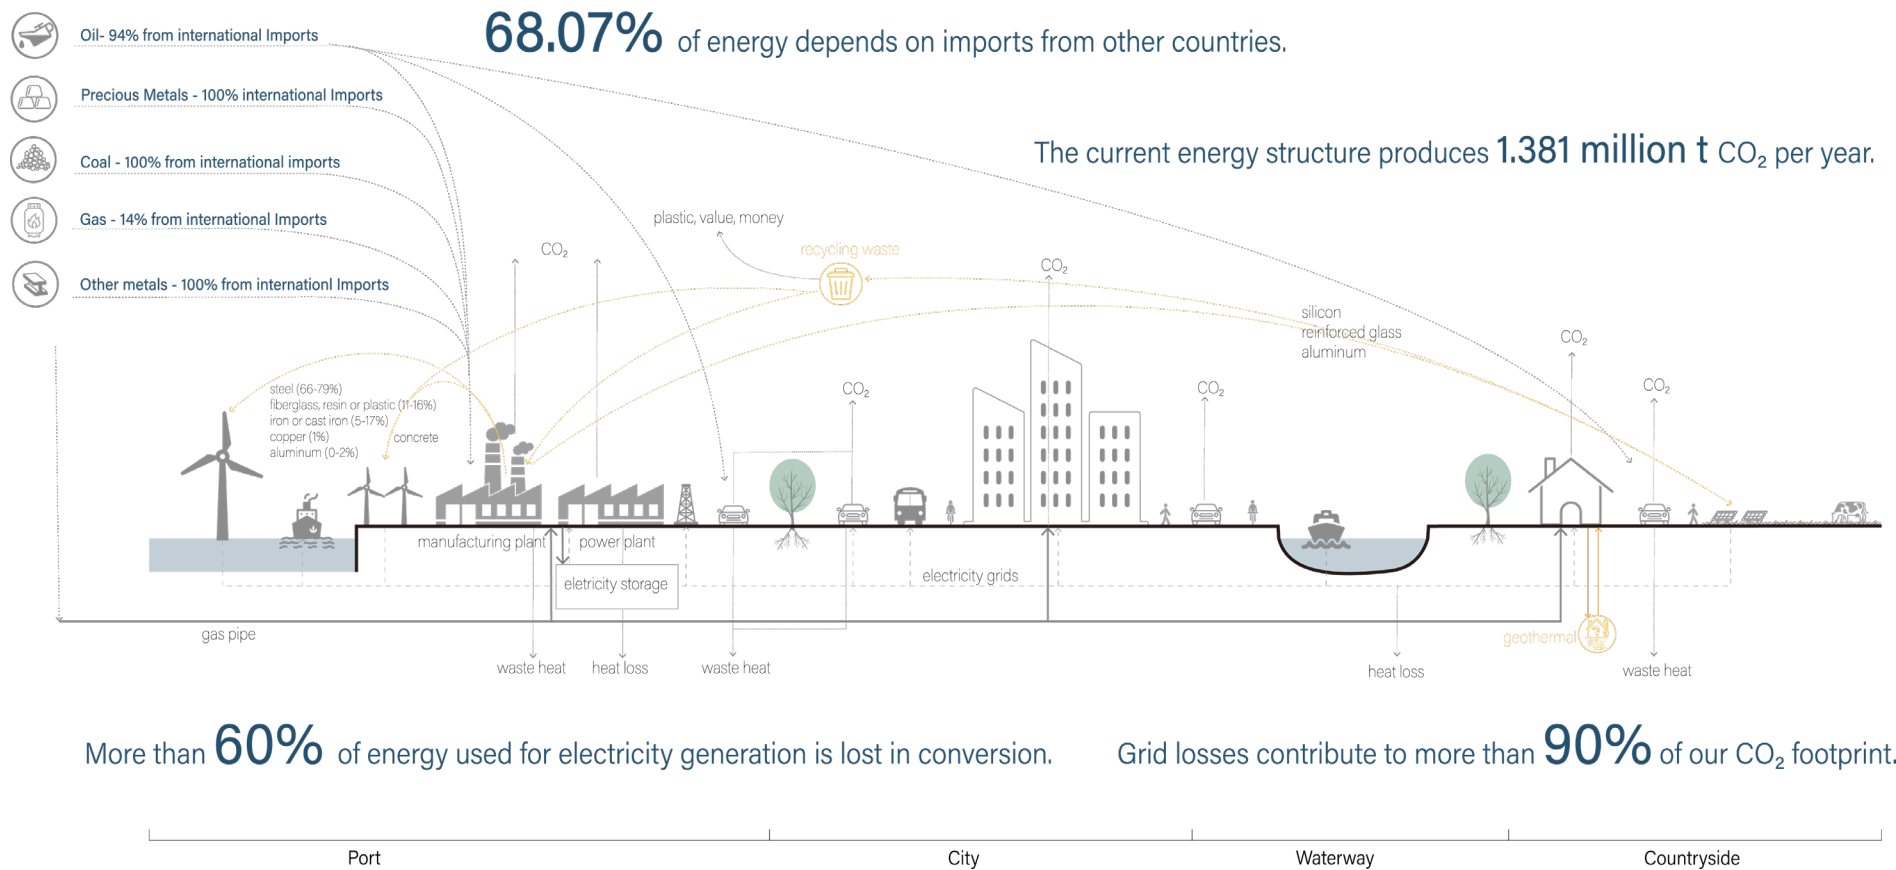 Oil- 94% from international Imports
68.07% of energy depends on imports from other countries.
Precious Metals - 100% international Imports
The current energy structure produces 1.381 million t CO₂ per year.
Coal - 100% from international imports
Gas - 14% from international Imports
plastic, value, money
CO₂
recycling waste
CO₂
Other metals - 100% from internationl Imports
silicon
reinforced glass
aluminum
CO₂
steel (66-79%)
fiberglass, resin or plastic (11-16%)
iron or cast iron (5-17%)
copper (1%)
aluminum (0-2%)
concrete
CO₂
CO₂
CO₂
manufacturing plant
power plant
eletricity storage
electricity grids
gas pipe
geothermal
waste heat
heat loss
waste heat
heat loss
waste heat
More than 60% of energy used for electricity generation is lost in conversion.
Grid losses contribute to more than 90% of our CO₂ footprint.
Port
City
Waterway
Countryside